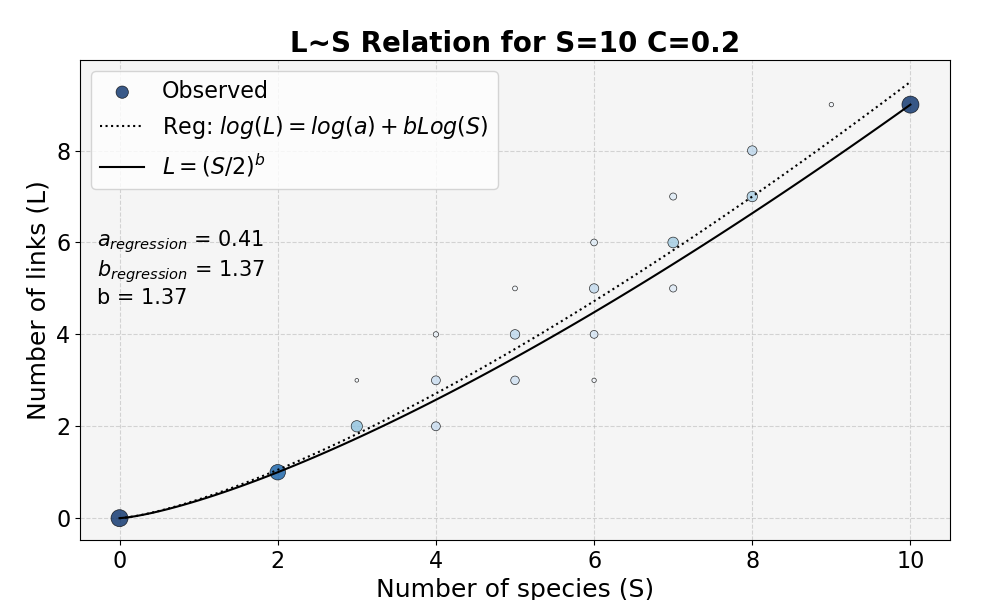 L~S Relation for S=10 C=0.2
Observed
Reg: log(L) = log(a) + bLog(S)
L = (S/2)^b
a_regression = 0.41
b_regression = 1.37
b = 1.37
Number of links (L)
8
6
4
2
0
0 2 4 6 8 10
Number of species (S)